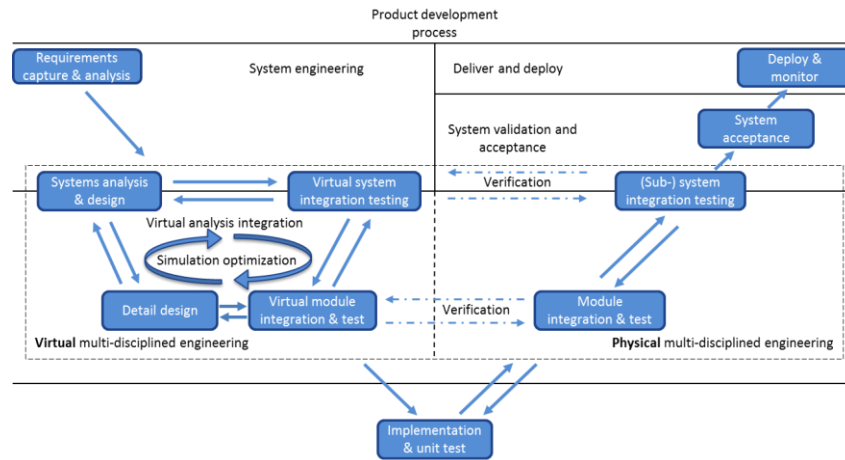 Product development
process
Requirements
capture & analysis
System engineering
Deliver and deploy
Deploy &
monitor
System validation and
acceptance
System
acceptance
Systems analysis
& design
Virtual system
integration testing
Verification
(Sub-) system
integration testing
Virtual analysis integration
Simulation optimization
Detail design
Virtual module
integration & test
Verification
Module
integration & test
Virtual multi-disciplined engineering
Physical multi-disciplined engineering
Implementation
& unit test